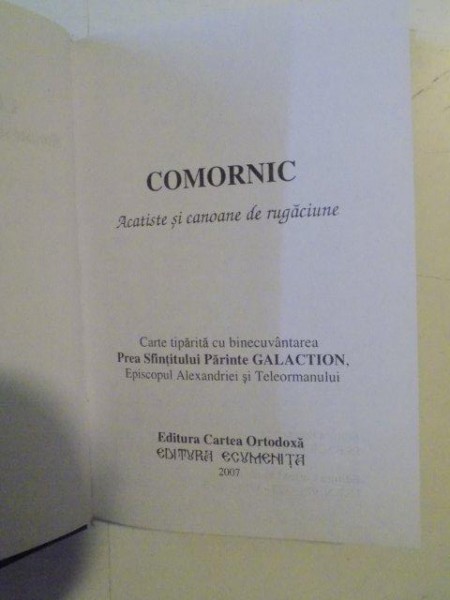 COMORNIC
Acatiste și canoane de rugăciune
Carte tipărită cu binecuvântarea
Prea Sfințitului Părinte GALACTION,
Episcopul Alexandriei și Teleormanului
Editura Cartea Ortodoxă
EDITURA EGUMENIȚA
2007